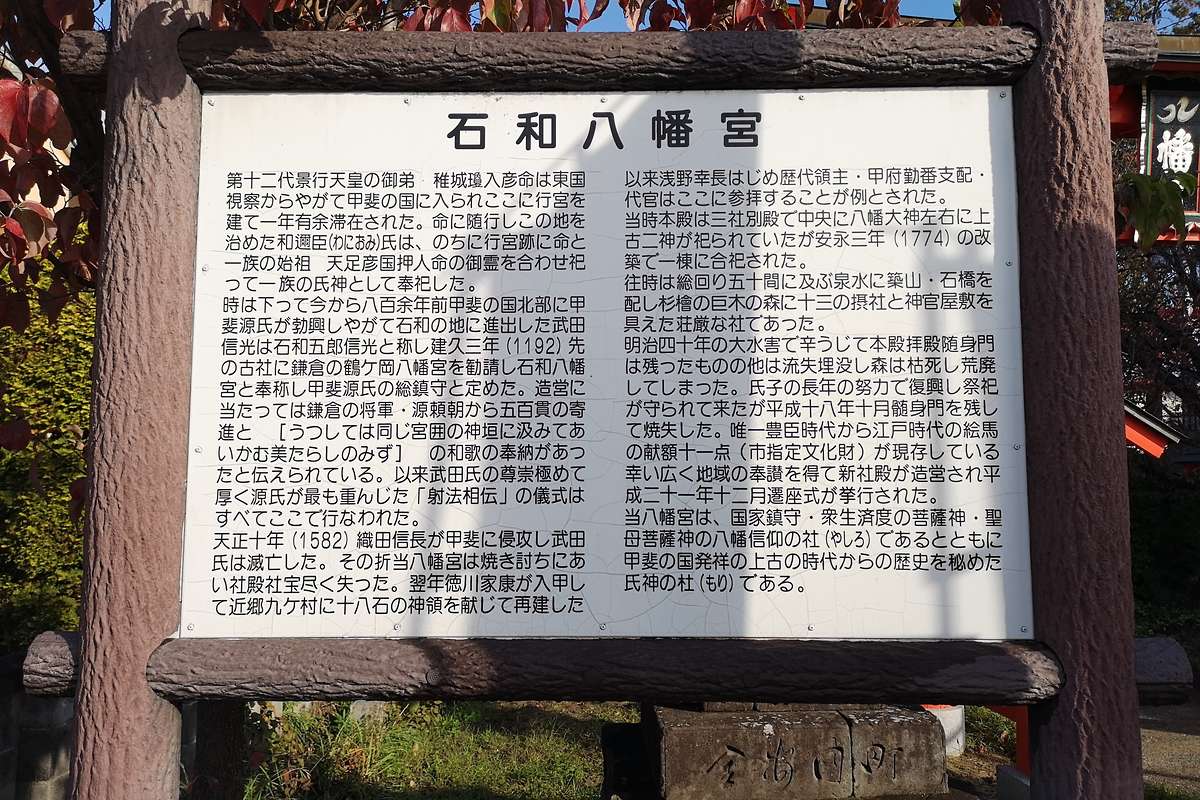 石和八幡宮
第十二代景行天皇の御弟　稚城瓊入彦命は東国
視察からやがて甲斐の国に入られここに行宮を
建て一年有余滞在された。命に随行しこの地を
治めた和邇臣(わにおみ)氏は、のちに行宮跡に命と
一族の始祖　天足彦国押人命の御霊を合わせ祀
って一族の氏神として奉祀した。
時は下って今から八百余年前甲斐の国北部に甲
斐源氏が勃興しやがて石和の地に進出した武田
信光は石和五郎信光と称し建久三年(1192)先
の古社に鎌倉の鶴ケ岡八幡宮を勧請し石和八幡
宮と奉称し甲斐源氏の総鎮守と定めた。造営に
当たっては鎌倉の将軍・源頼朝から五百貫の寄
進と　［うつしては同じ宮囲の神垣に汲みてあ
いかむ美たらしのみず］　の和歌の奉納があっ
たと伝えられている。以来武田氏の尊崇極めて
厚く源氏が最も重んじた「射法相伝」の儀式は
すべてここで行なわれた。
天正十年(1582)織田信長が甲斐に侵攻し武田
氏は滅亡した。その折当八幡宮は焼き討ちにあ
い社殿社宝尽く失った。翌年徳川家康が入甲し
て近郷九ケ村に十八石の神領を献じて再建した
以来浅野幸長はじめ歴代領主・甲府勤番支配・
代官はここに参拝することが例とされた。
当時本殿は三社別殿で中央に八幡大神左右に上
古二神が祀られていたが安永三年(1774)の改
築で一棟に合祀された。
往時は総回り五十間に及ぶ泉水に築山・石橋を
配し杉檜の巨木の森に十三の摂社と神官屋敷を
具えた荘厳な社であった。
明治四十年の大水害で辛うじて本殿拝殿随身門
は残ったものの他は流失埋没し森は枯死し荒廃
してしまった。氏子の長年の努力で復興し祭祀
が守られて来たが平成十八年十月髄身門を残し
て焼失した。唯一豊臣時代から江戸時代の絵馬
の献額十一点（市指定文化財）が現存している
幸い広く地域の奉讃を得て新社殿が造営され平
成二十一年十二月遷座式が挙行された。
当八幡宮は、国家鎮守・衆生済度の菩薩神・聖
母菩薩神の八幡信仰の社(やしろ)であるとともに
甲斐の国発祥の上古の時代からの歴史を秘めた
氏神の杜(もり)である。
幡
内町